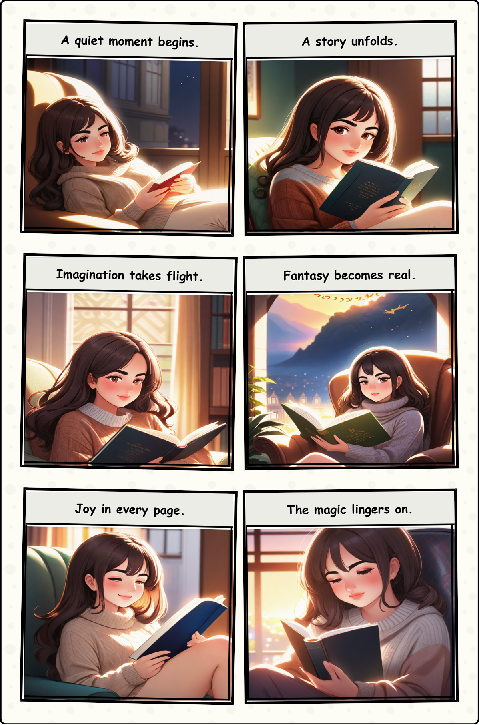 A quiet moment begins.
A story unfolds.
Imagination takes flight.
Fantasy becomes real.
Joy in every page.
The magic lingers on.